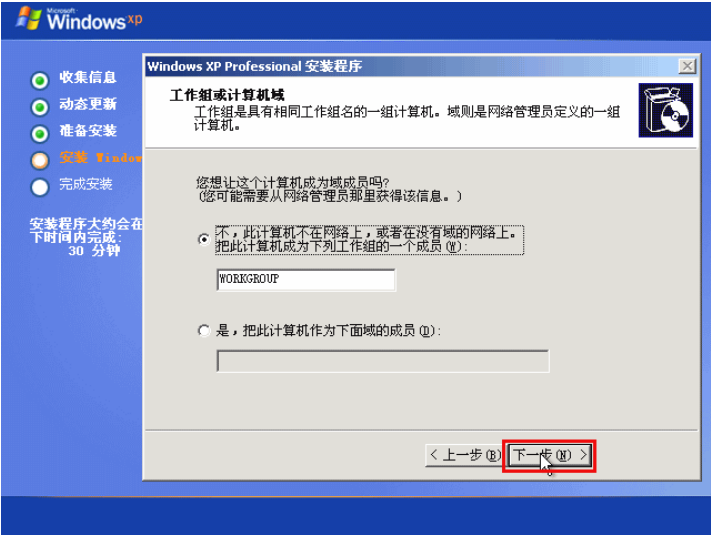 Microsoft
Windows xp
收集信息
动态更新
准备安装
安装 Window
完成安装
安装程序大约会在
下时间内完成:
30 分钟
Windows XP Professional 安装程序
工作组或计算机域
工作组是具有相同工作组名的一组计算机。域则是网络管理员定义的一组
计算机。
您想让这个计算机成为域成员吗?
(您可能需要从网络管理员那里获得该信息。)
不，此计算机不在网络上，或者在没有域的网络上。
把此计算机成为下列工作组的一个成员(W):
WORKGROUP
是，把此计算机作为下面域的成员(D):
< 上一步(B)
下一步(N) >